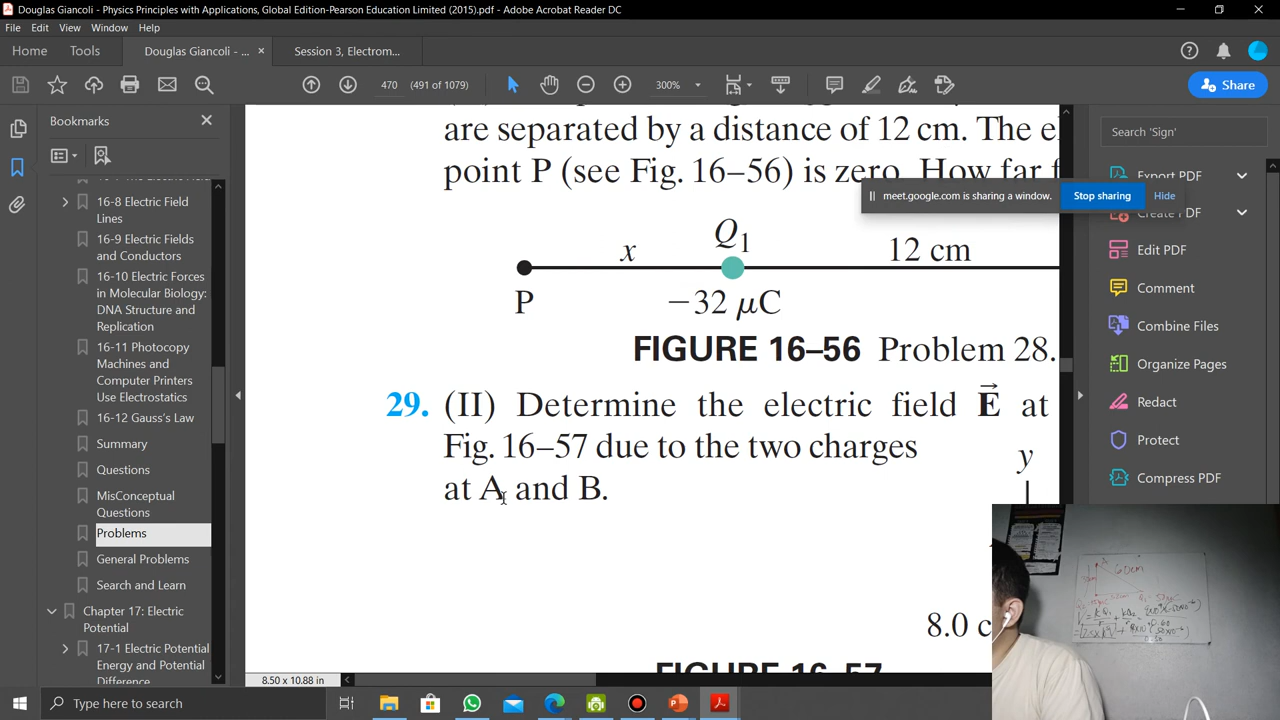 Douglas Giancoli - Physics Principles with Applications, Global Edition-Pearson Education Limited (2015).pdf - Adobe Acrobat Reader DC
File Edit View Window Help
Home Tools Douglas Giancoli - ... × Session 3, Electrom...
470 (491 of 1079) 300% Share
Bookmarks
16-8 Electric Field
Lines
16-9 Electric Fields
and Conductors
16-10 Electric Forces
in Molecular Biology:
DNA Structure and
Replication
16-11 Photocopy
Machines and
Computer Printers
Use Electrostatics
16-12 Gauss's Law
Summary
Questions
MisConceptual
Questions
Problems
General Problems
Search and Learn
Chapter 17: Electric
Potential
17-1 Electric Potential
Energy and Potential
Difference
are separated by a distance of 12 cm. The el
point P (see Fig. 16–56) is zero. How far f
x Q1 12 cm
P −32 μC
FIGURE 16–56 Problem 28.
29. (II) Determine the electric field E⃗ at
Fig. 16–57 due to the two charges
at A and B.
y
8.0 c
FIGURE 16–57
8.50 x 10.88 in
meet.google.com is sharing a window. Stop sharing Hide
Search 'Sign'
Export PDF
Create PDF
Edit PDF
Comment
Combine Files
Organize Pages
Redact
Protect
Compress PDF
60cm
Type here to search